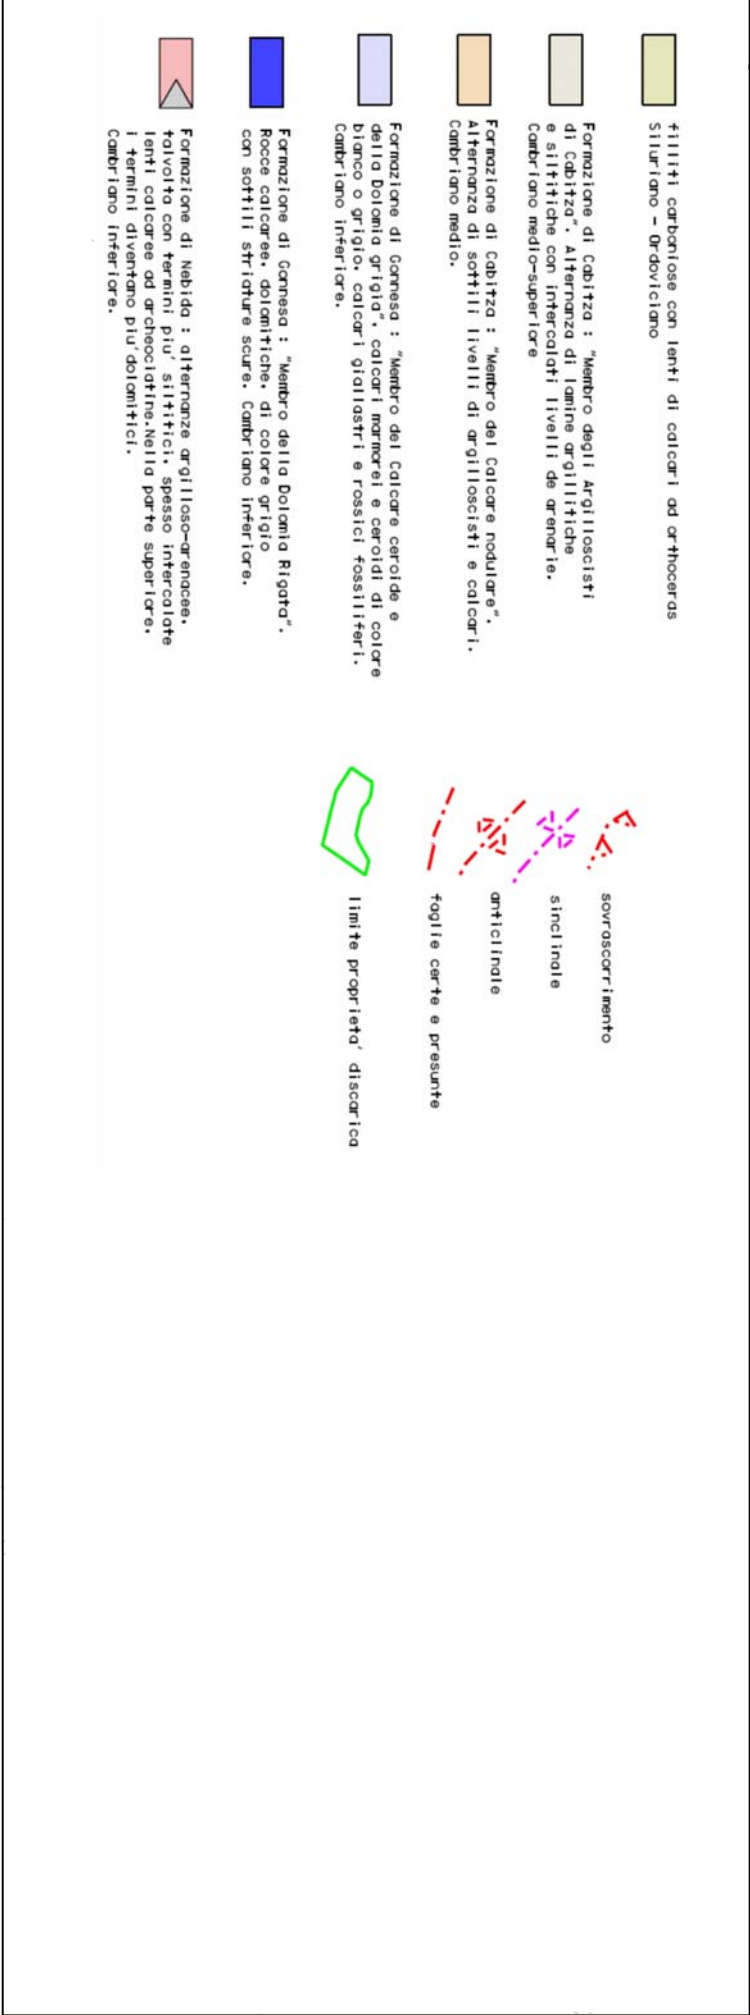 filliti carboniose con lenti di calcari ad orthoceras
Siluriano - Ordoviciano
Formazione di Cabitza : "Membro degli Argilloscisti
di Cabitza". Alternanza di lamine argillitiche
e siltitiche con intercalati livelli de arenarie.
Cambriano medio-superiore
Formazione di Cabitza : "Membro del Calcare nodulare".
Alternanza di sottili livelli di argilloscisti e calcari.
Cambriano medio.
Formazione di Gonnesa : "Membro del Calcare ceroide e
della Dolomia grigia". calcari marmorei e ceroidi di colore
bianco o grigio. calcari giallastri e rossici fossiliferi.
Cambriano inferiore.
Formazione di Gonnesa : "Membro della Dolomia Rigata".
Rocce calcaree. dolomitiche. di colore grigio
con sottili striature scure. Cambriano inferiore.
Formazione di Nebida : alternanze argilloso-arenacee.
talvolta con termini piu' siltitici. spesso intercalate
lenti calcaree ad archeociatine.Nella parte superiore.
i termini diventano piu'dolomitici.
Cambriano inferiore.
sovrascorrimento
sinclinale
anticlinale
faglie certe e presunte
limite proprieta' discarica